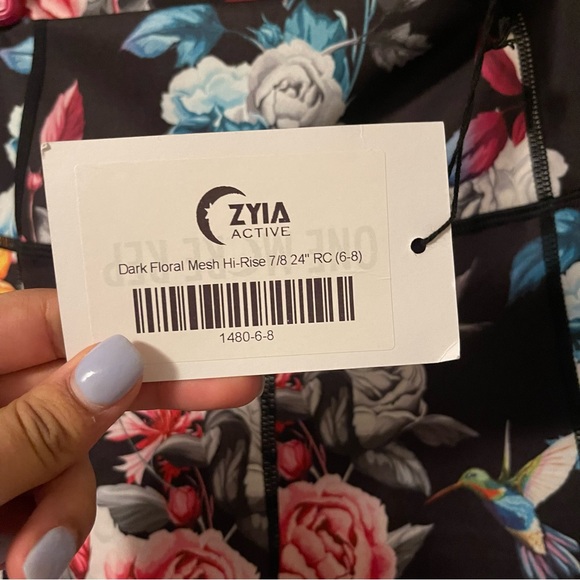 ZYIA
ACTIVE
Dark Floral Mesh Hi-Rise 7/8 24" RC (6-8)
1480-6-8